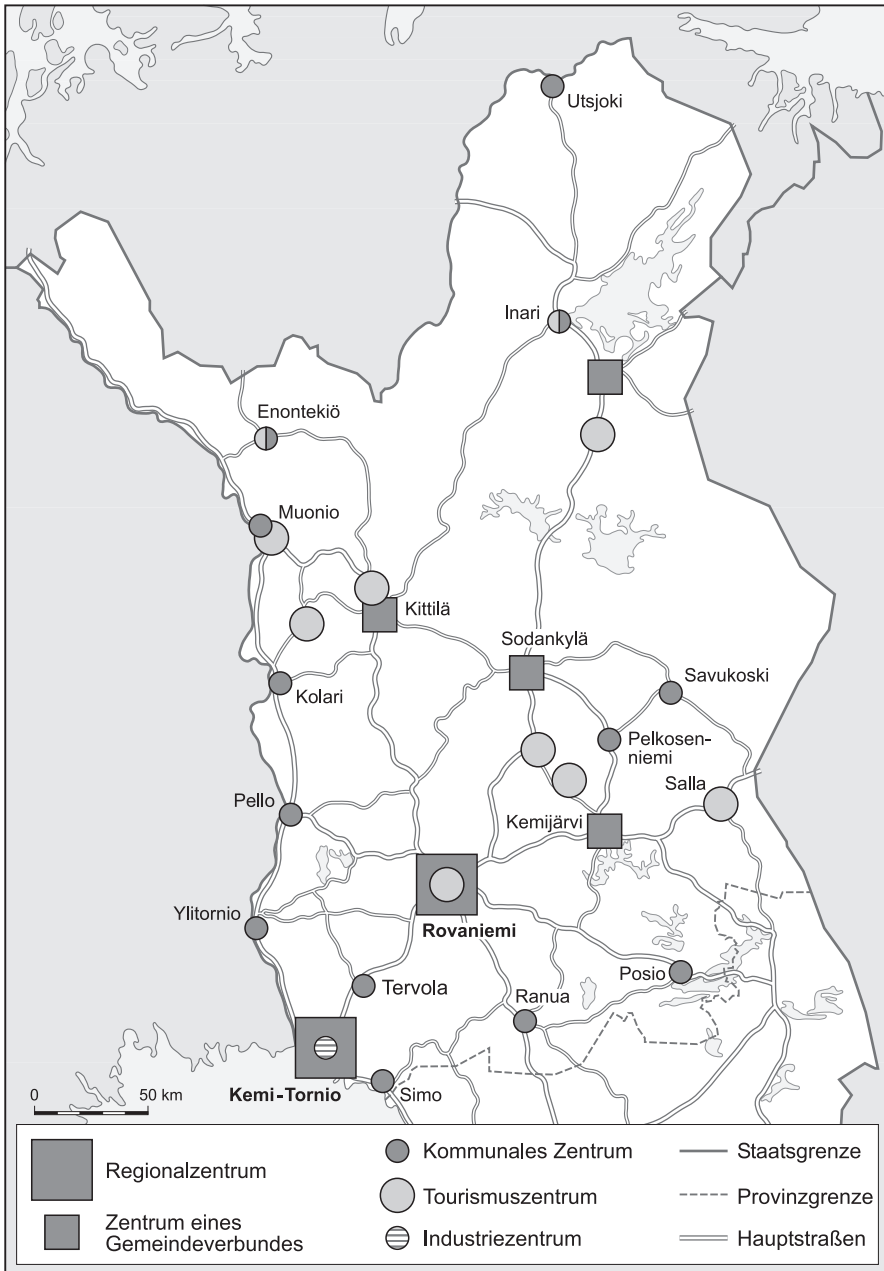 Utsjoki
Inari
Enontekiö
Muonio
Kittilä
Sodankylä
Savukoski
Kolari
Pelkosen-
niemi
Salla
Pello
Kemijärvi
Ylitornio
Rovaniemi
Posio
Tervola
Ranua
Kemi-Tornio
Simo
0 50 km
Regionalzentrum
Zentrum eines
Gemeindeverbundes
Kommunales Zentrum
Tourismuszentrum
Industriezentrum
Staatsgrenze
Provinzgrenze
Hauptstraßen